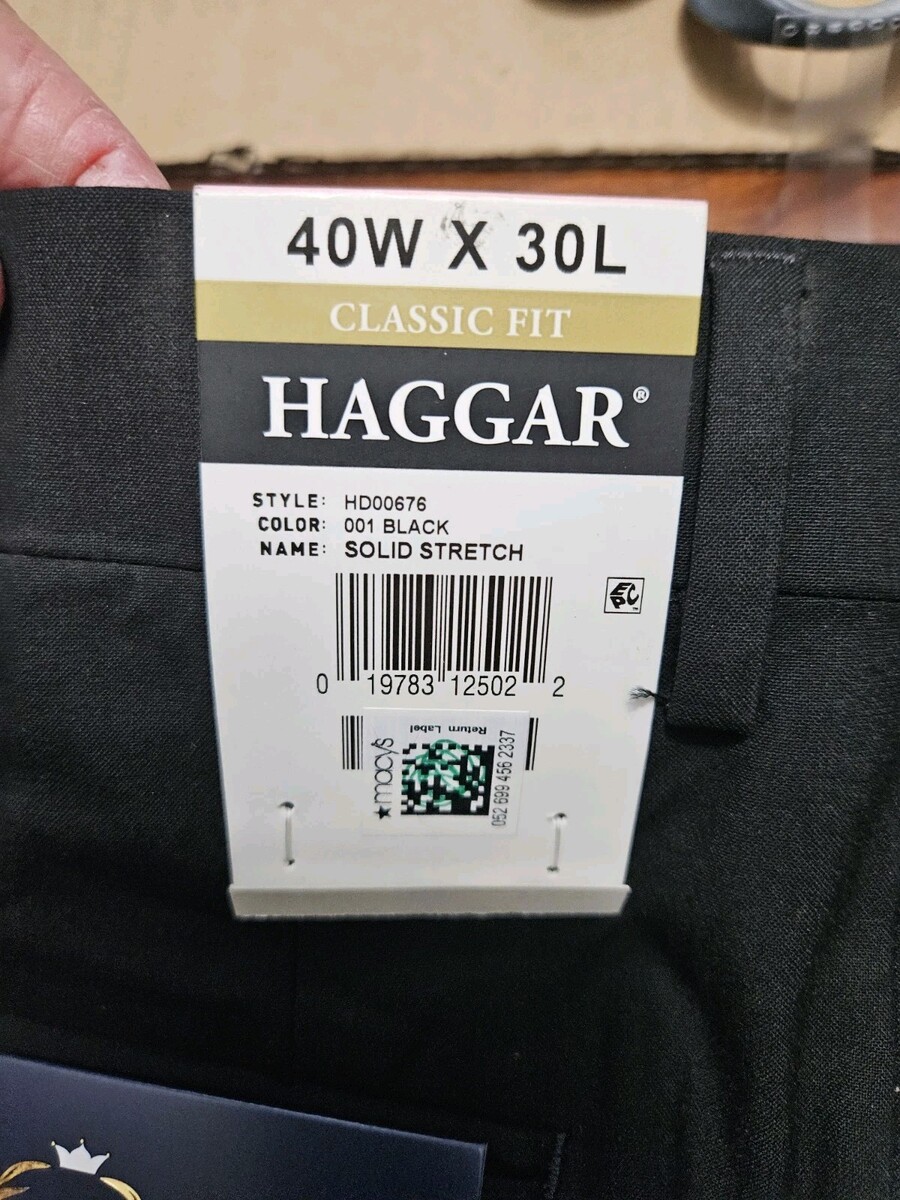 40W X 30L
CLASSIC FIT
HAGGAR®
STYLE: HD00676
COLOR: 001 BLACK
NAME: SOLID STRETCH
EPC™
0 19783 12502 2
Return Label
★macy's
052 699 456 2337